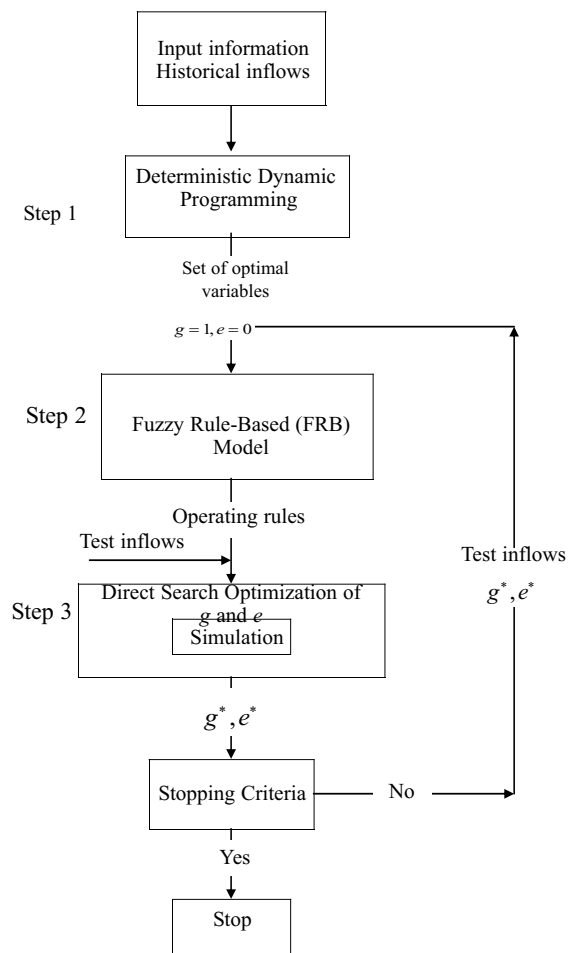 Input information
Historical inflows
Deterministic Dynamic
Programming
Step 1
Set of optimal
variables
g = 1, e = 0
Step 2
Fuzzy Rule-Based (FRB)
Model
Operating rules
Test inflows
Test inflows
g*, e*
Step 3
Direct Search Optimization of
g and e
Simulation
g*, e*
Stopping Criteria
No
Yes
Stop